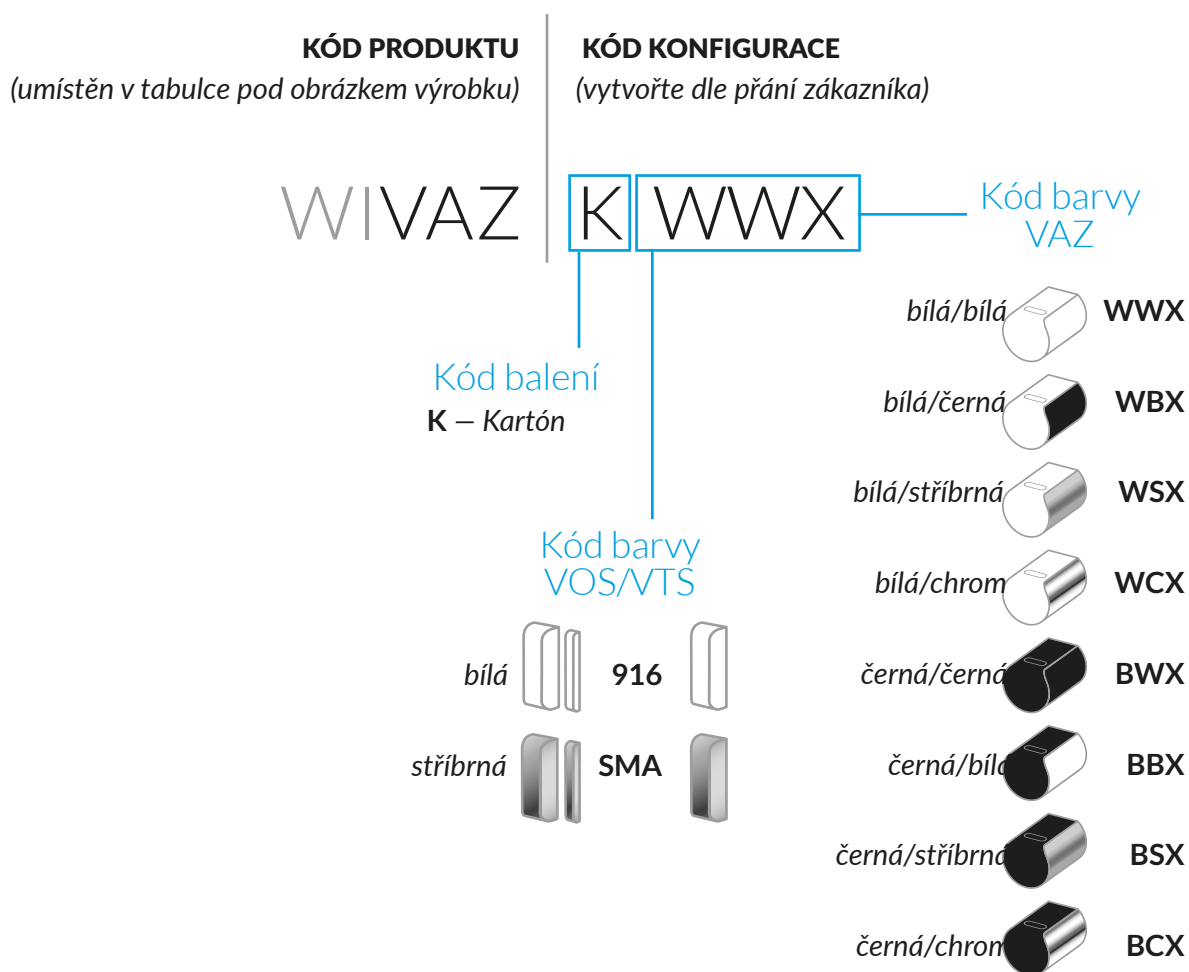 KÓD PRODUKTU
(umístěn v tabulce pod obrázkem výrobku)
KÓD KONFIGURACE
(vytvořte dle přání zákazníka)
WIVAZ K WWX
Kód barvy
VAZ
Kód balení
K — Kartón
Kód barvy
VOS/VTS
bílá 916
stříbrná SMA
bílá/bílá WWX
bílá/černá WBX
bílá/stříbrná WSX
bílá/chrom WCX
černá/černá BWX
černá/bílá BBX
černá/stříbrná BSX
černá/chrom BCX